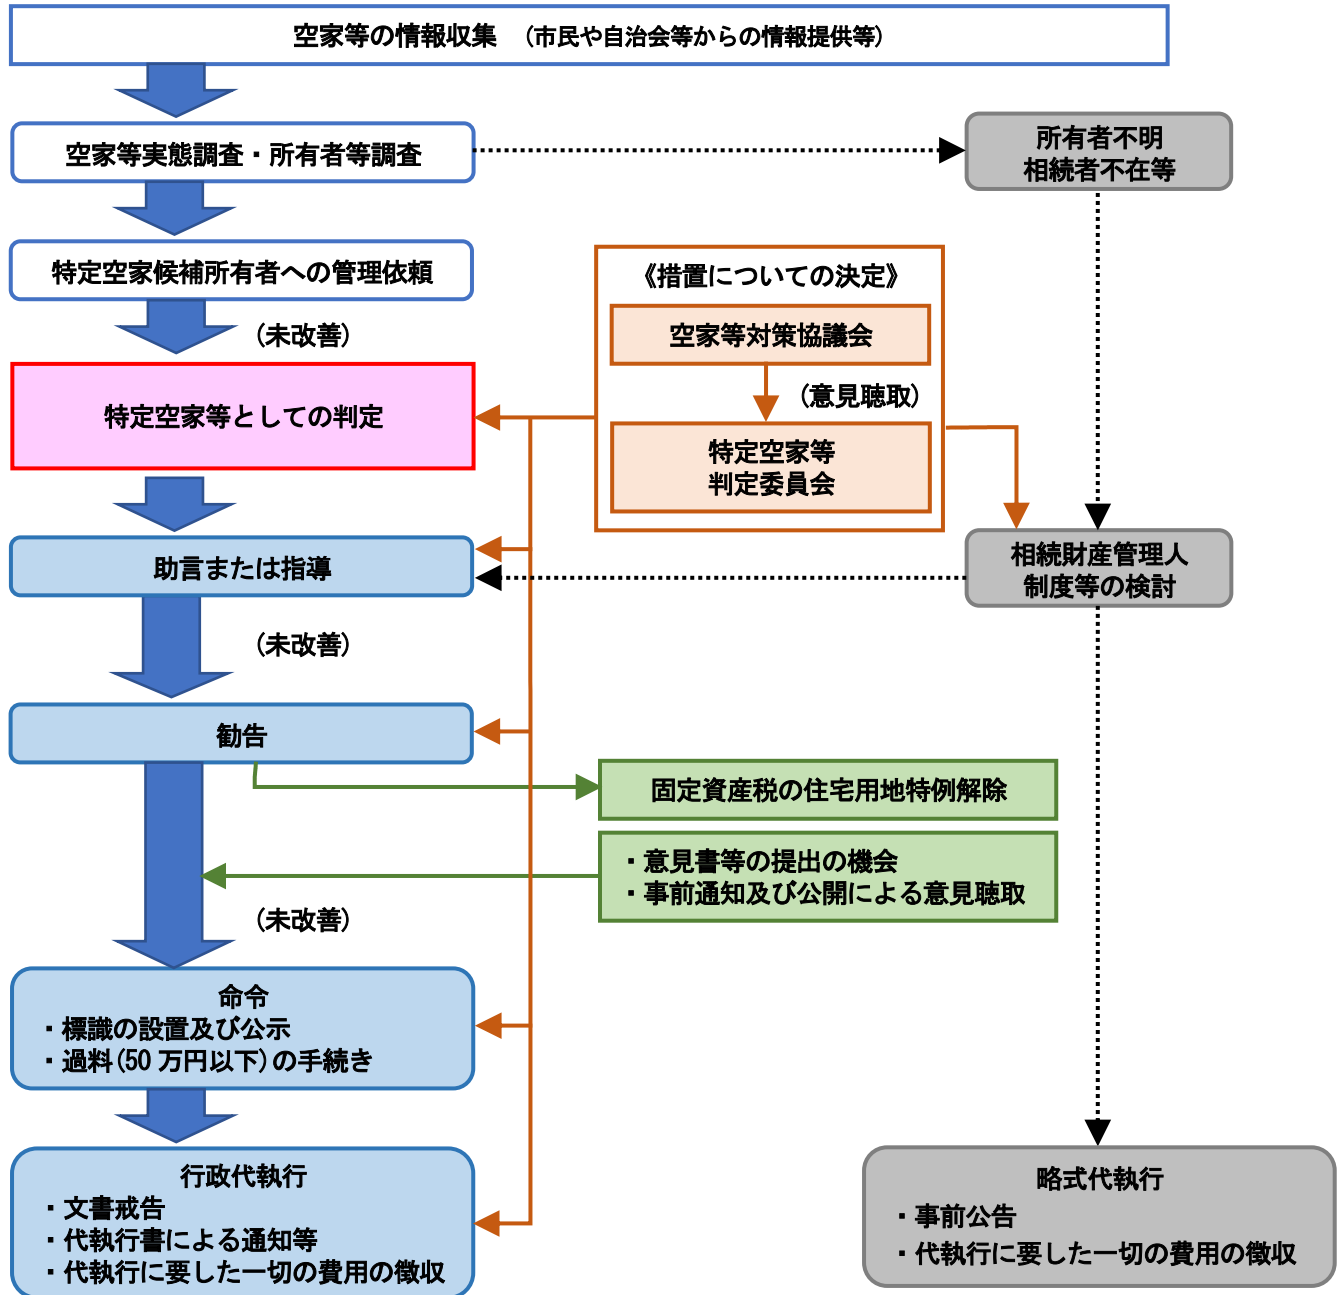 空家等の情報収集 （市民や自治会等からの情報提供等）
空家等実態調査・所有者等調査
所有者不明
相続者不在等
特定空家候補所有者への管理依頼
（未改善）
《措置についての決定》
空家等対策協議会
（意見聴取）
特定空家等
判定委員会
特定空家等としての判定
助言または指導
相続財産管理人
制度等の検討
（未改善）
勧告
固定資産税の住宅用地特例解除
・意見書等の提出の機会
・事前通知及び公開による意見聴取
（未改善）
命令
・標識の設置及び公示
・過料（50 万円以下）の手続き
行政代執行
・文書戒告
・代執行書による通知等
・代執行に要した一切の費用の徴収
略式代執行
・事前公告
・代執行に要した一切の費用の徴収